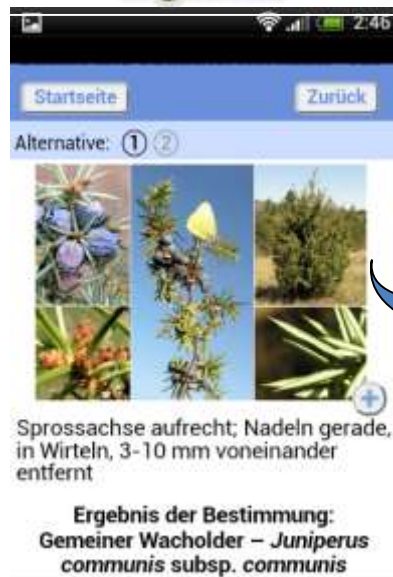 2:46
Startseite Zurück
Alternative: 1 2
Sprossachse aufrecht; Nadeln gerade,
in Wirteln, 3-10 mm voneinander
entfernt
Ergebnis der Bestimmung:
Gemeiner Wacholder – Juniperus
communis subsp. communis